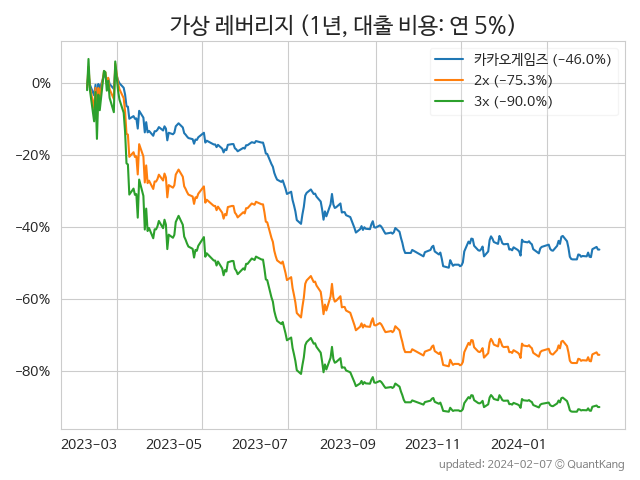 가상 레버리지 (1년, 대출 비용: 연 5%)
카카오게임즈 (−46.0%)
2x (−75.3%)
3x (−90.0%)
0%
−20%
−40%
−60%
−80%
2023−03 2023−05 2023−07 2023−09 2023−11 2024−01
updated: 2024−02−07 © QuantKang